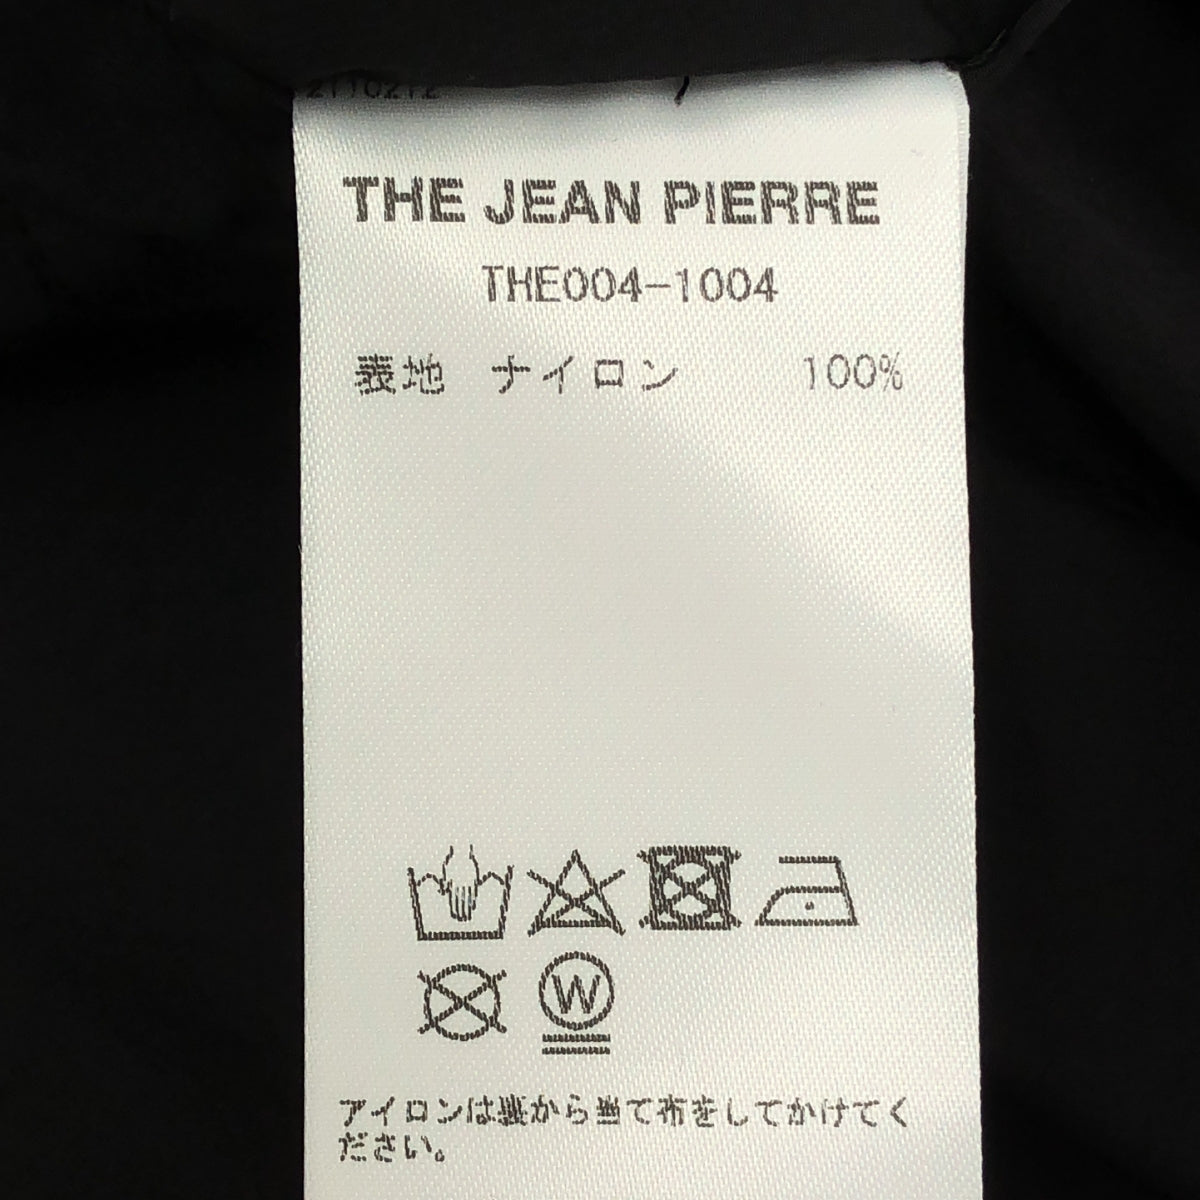 THE JEAN PIERRE
THE004-1004
表地 ナイロン 100%
W
アイロンは裏から当て布をしてかけてく
ださい。